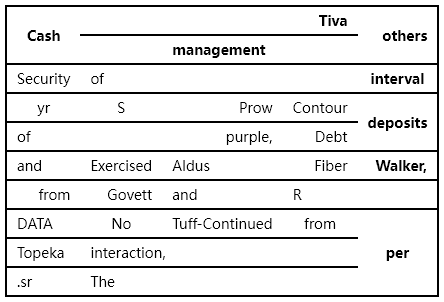 Tiva
Cash others
management
Security of interval
yr S Prow Contour
deposits
of purple, Debt
and Exercised Aldus Fiber Walker,
from Govett and R
DATA No Tuff-Continued from
Topeka interaction, per
.sr The